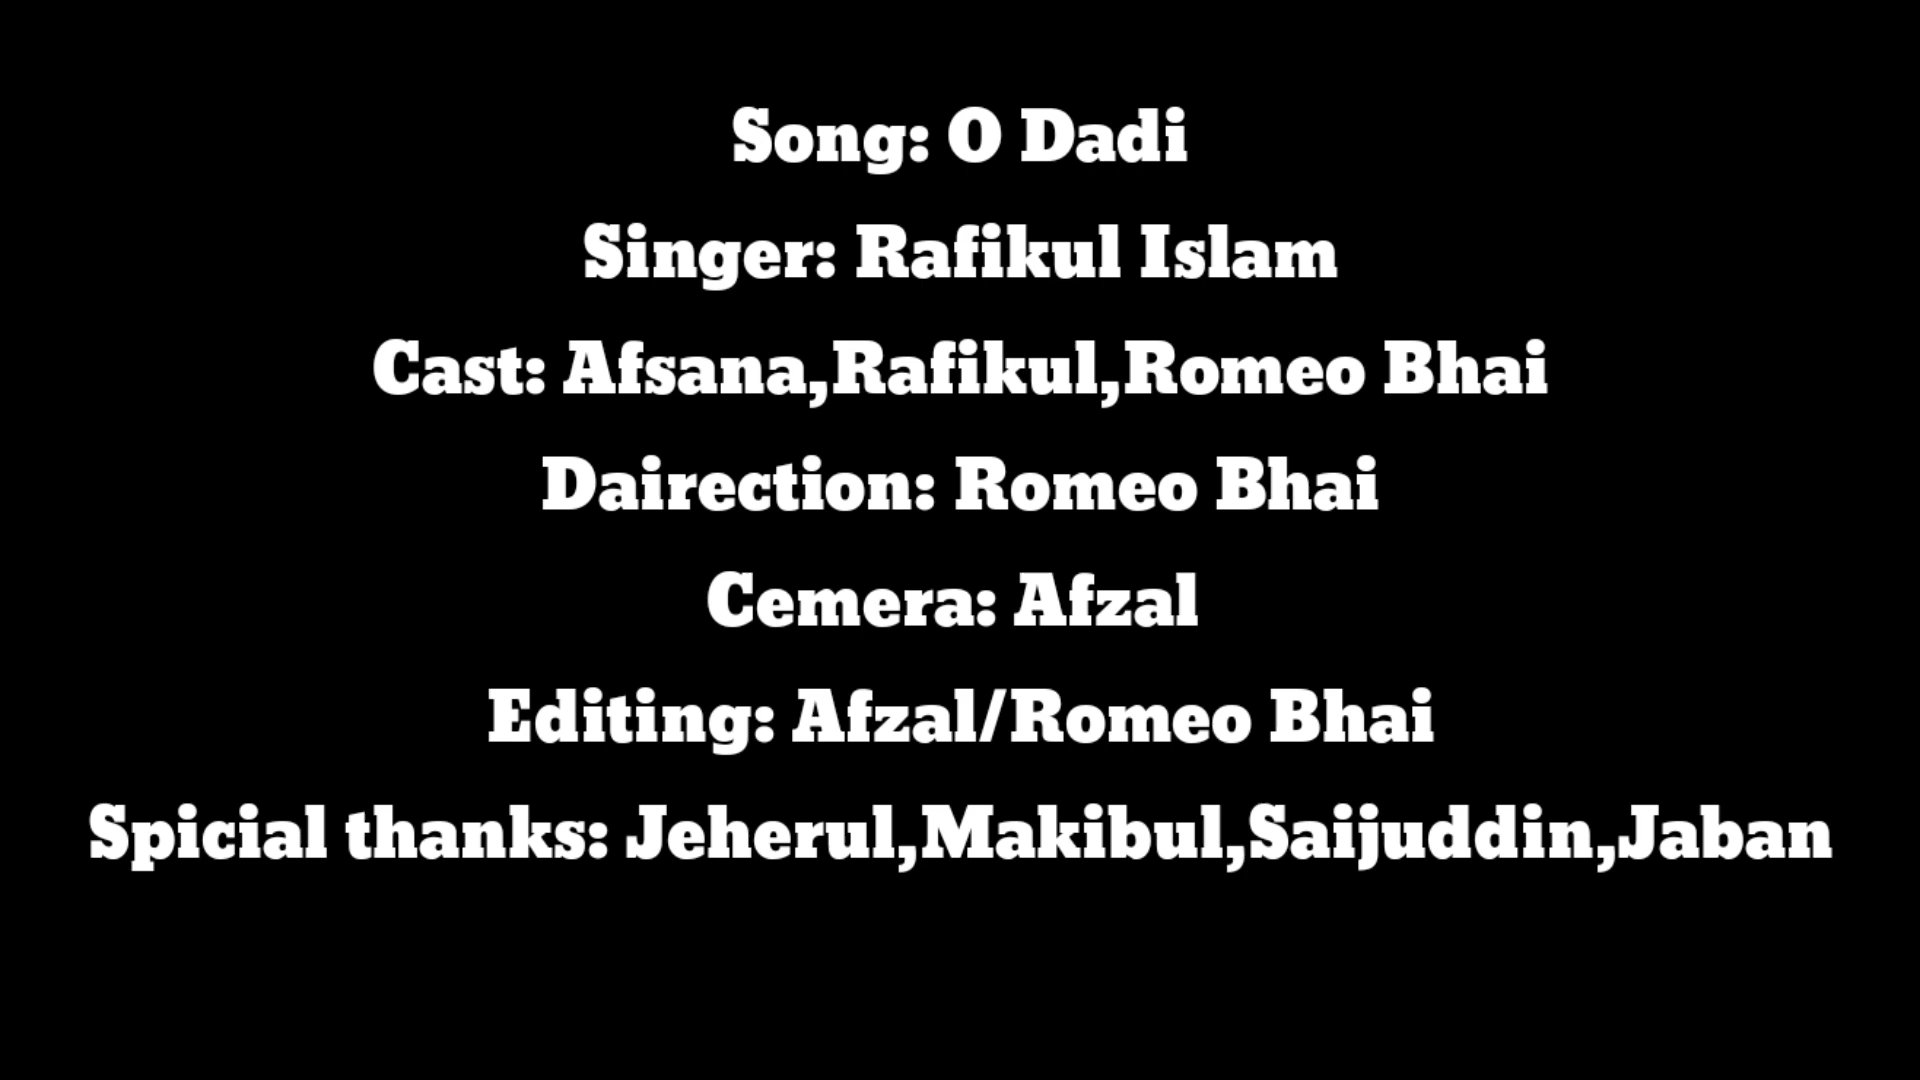 Song: O Dadi
Singer: Rafikul Islam
Cast: Afsana,Rafikul,Romeo Bhai
Dairection: Romeo Bhai
Cemera: Afzal
Editing: Afzal/Romeo Bhai
Spicial thanks: Jeherul,Makibul,Saijuddin,Jaban